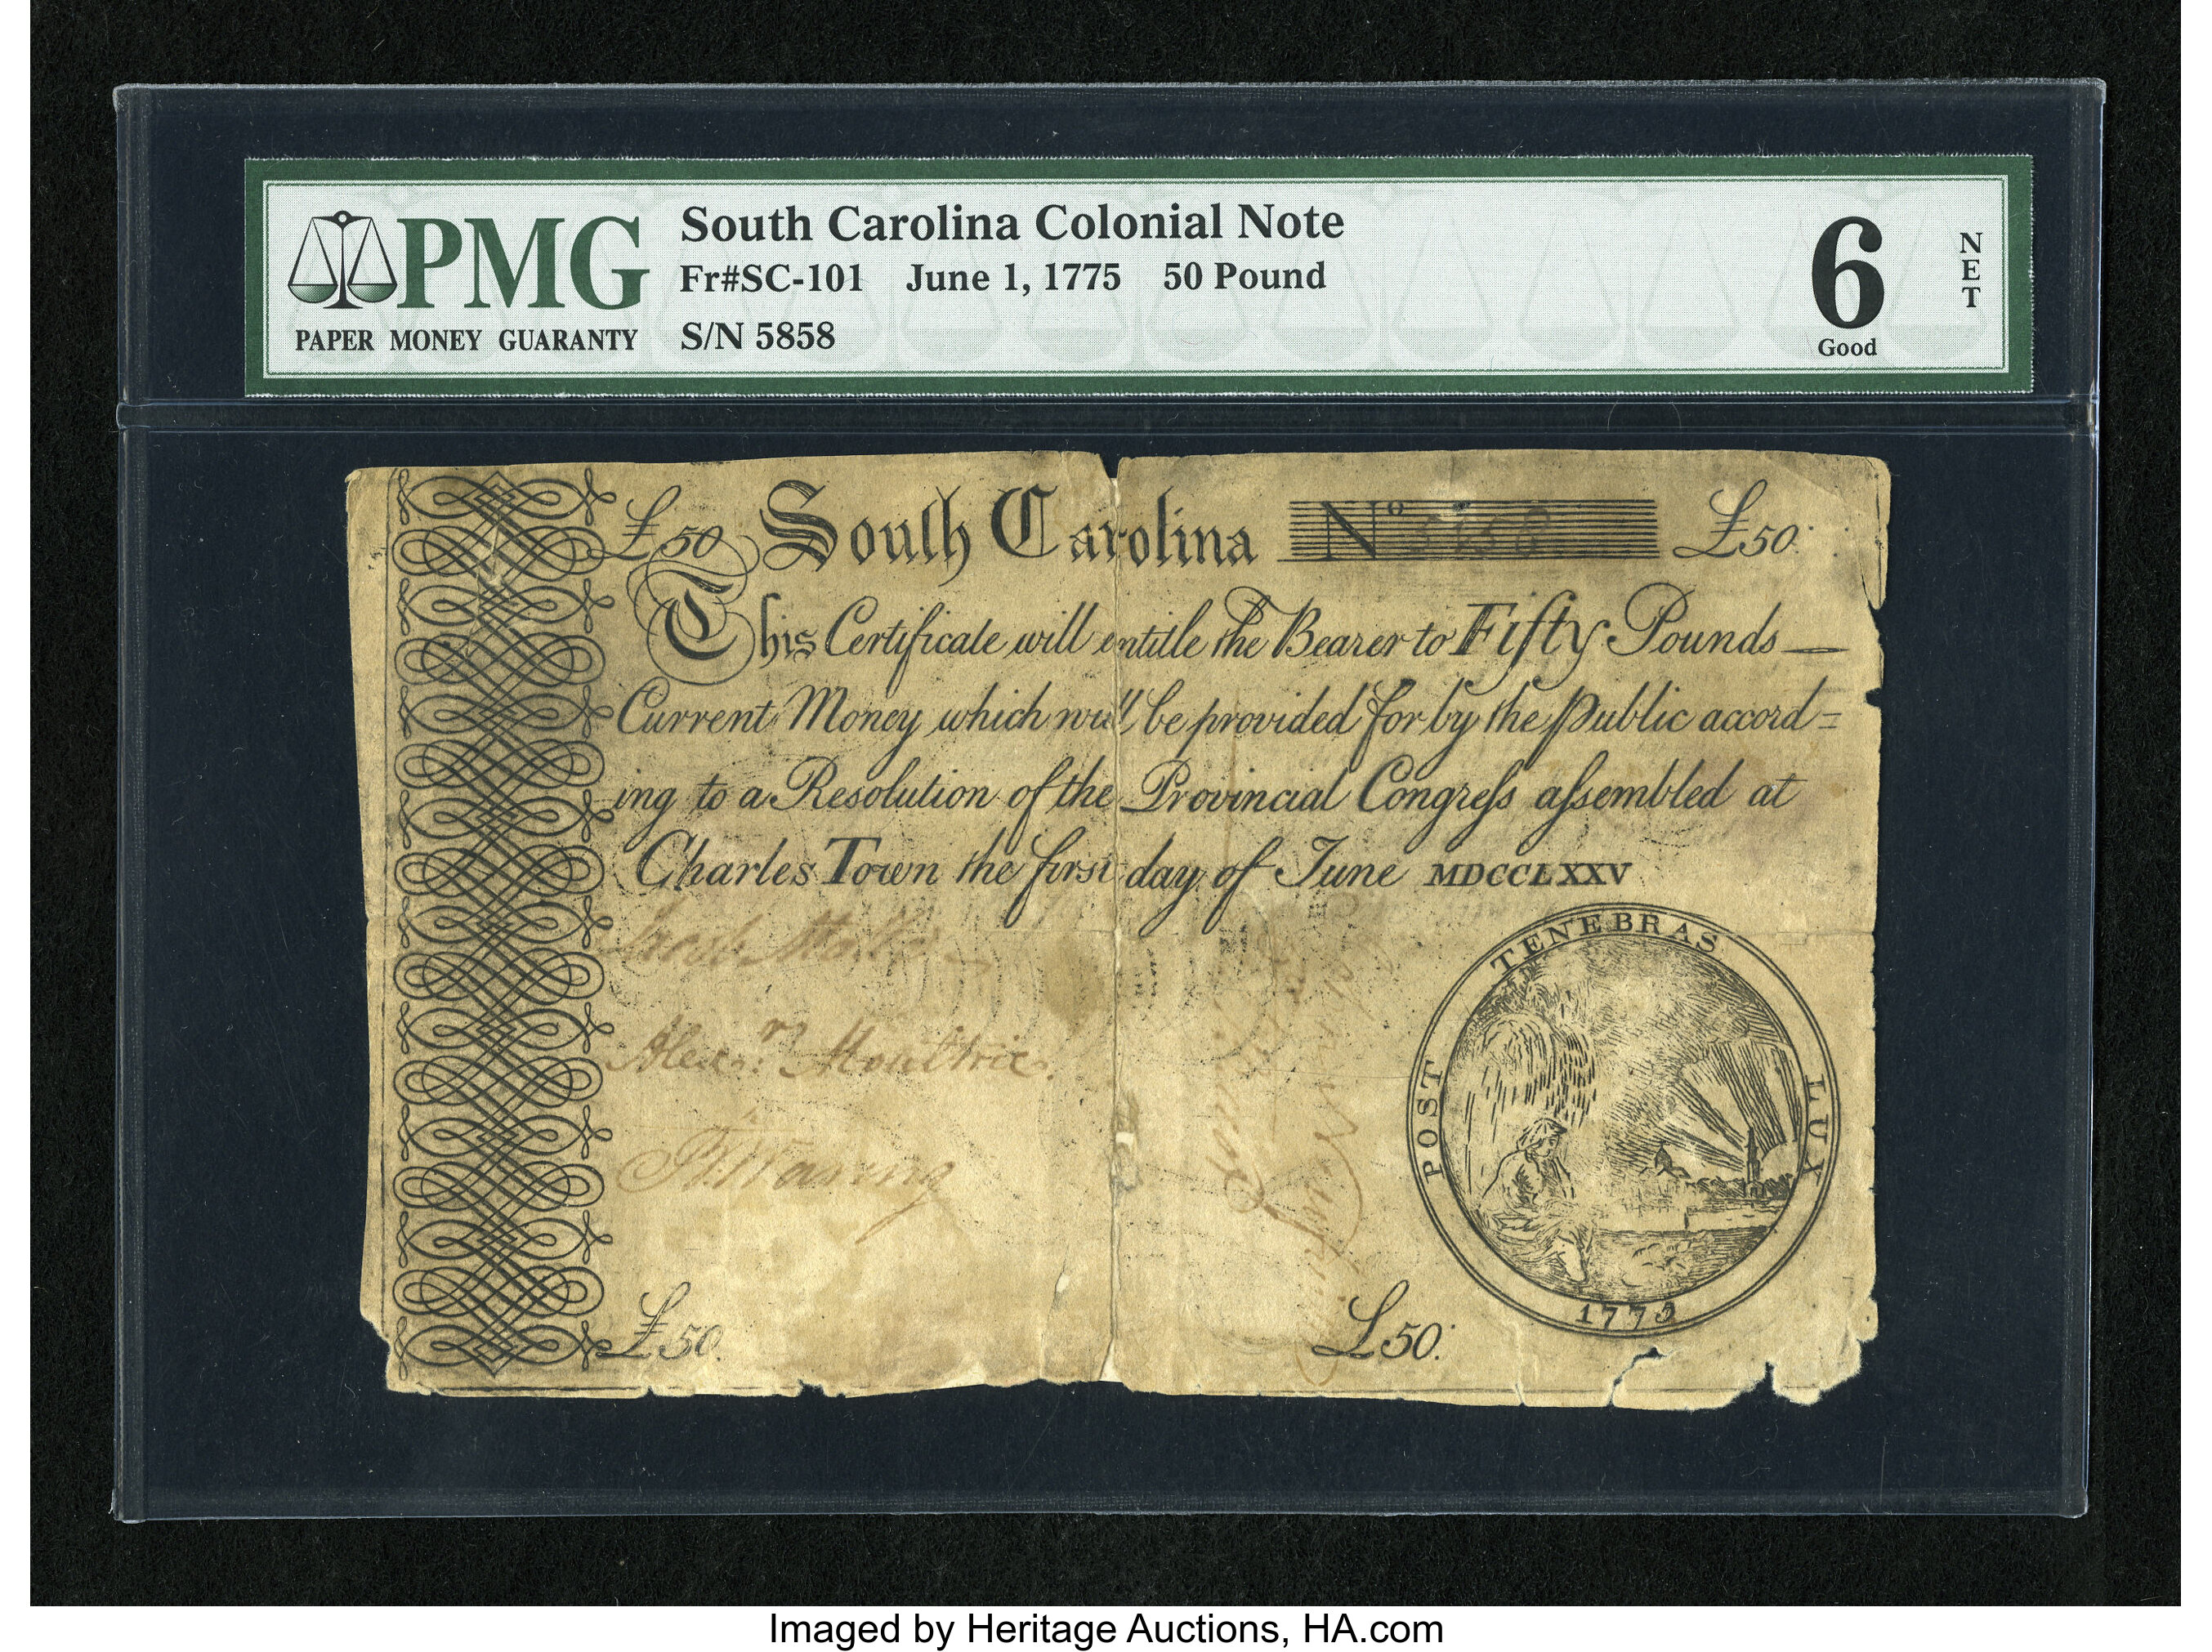 PMG
PAPER MONEY GUARANTY
South Carolina Colonial Note
Fr#SC-101 June 1, 1775 50 Pound
S/N 5858
6
Good
NET
£50 South Carolina No £50:
This Certificate will entitle the Bearer to Fifty Pounds —
Current Money which will be provided for by the Public accord=
ing to a Resolution of the Provincial Congreſs aſsembled at
Charles Town the first day of June MDCCLXXV
Jacob
Alexr. Moultrie.
Waring
POST TENEBRAS LUX
1775
£50. £50:
Imaged by Heritage Auctions, HA.com